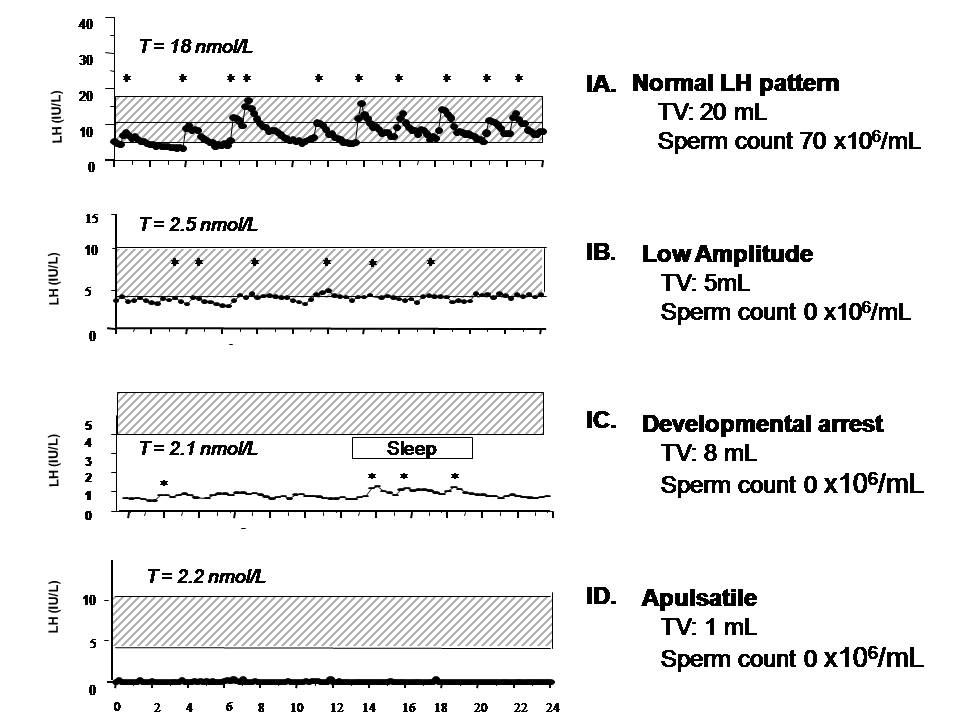 40
30
20
10
0
LH (IU/L)
T = 18 nmol/L
* * * * * * * * * *
IA. Normal LH pattern
TV: 20 mL
Sperm count 70 x10⁶/mL
15
10
5
0
LH (IU/L)
T = 2.5 nmol/L
* * * * * *
IB. Low Amplitude
TV: 5mL
Sperm count 0 x10⁶/mL
5
4
3
2
1
0
LH (IU/L)
T = 2.1 nmol/L
Sleep
* * * *
IC. Developmental arrest
TV: 8 mL
Sperm count 0 x10⁶/mL
10
5
0
LH (IU/L)
T = 2.2 nmol/L
0 2 4 6 8 10 12 14 16 20 22 24
ID. Apulsatile
TV: 1 mL
Sperm count 0 x10⁶/mL